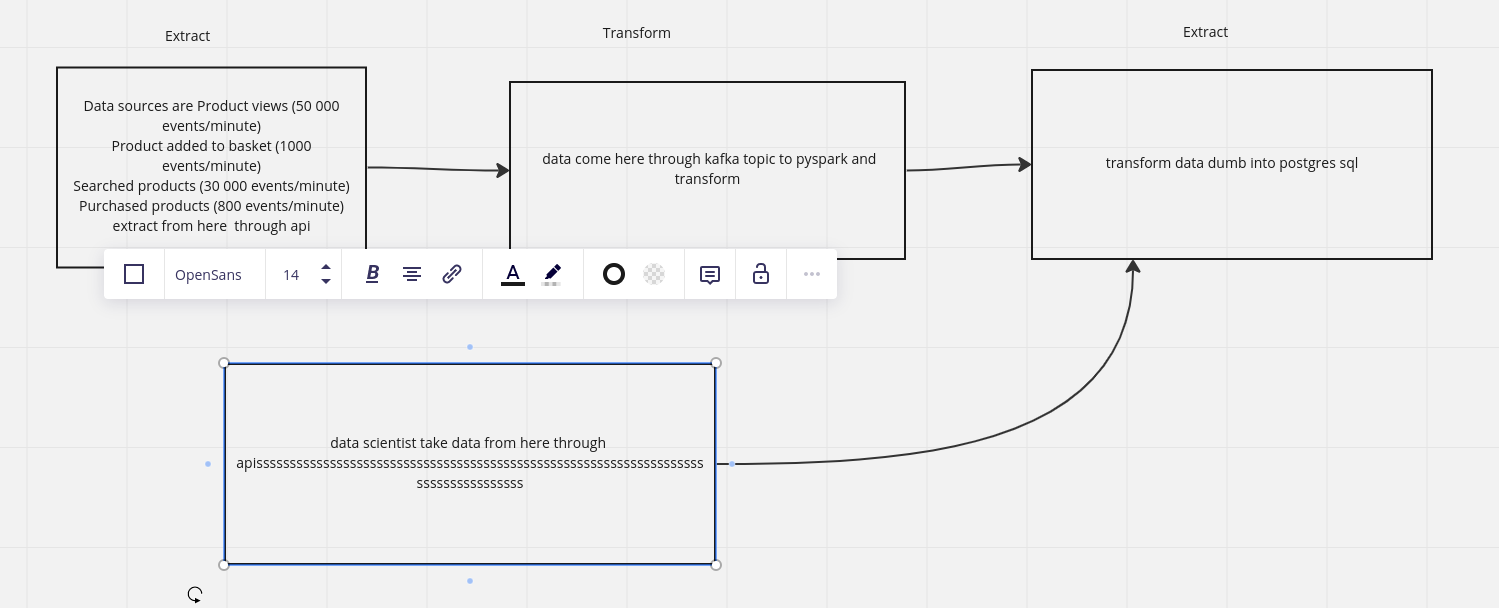 Extract
Transform
Extract
Data sources are Product views (50 000
events/minute)
Product added to basket (1000
events/minute)
Searched products (30 000 events/minute)
Purchased products (800 events/minute)
extract from here through api
data come here through kafka topic to pyspark and
transform
transform data dumb into postgres sql
OpenSans
14
B
A
data scientist take data from here through
apisssssssssssssssssssssssssssssssssssssssssssssssssssssssssssssssssss
ssssssssssssssss